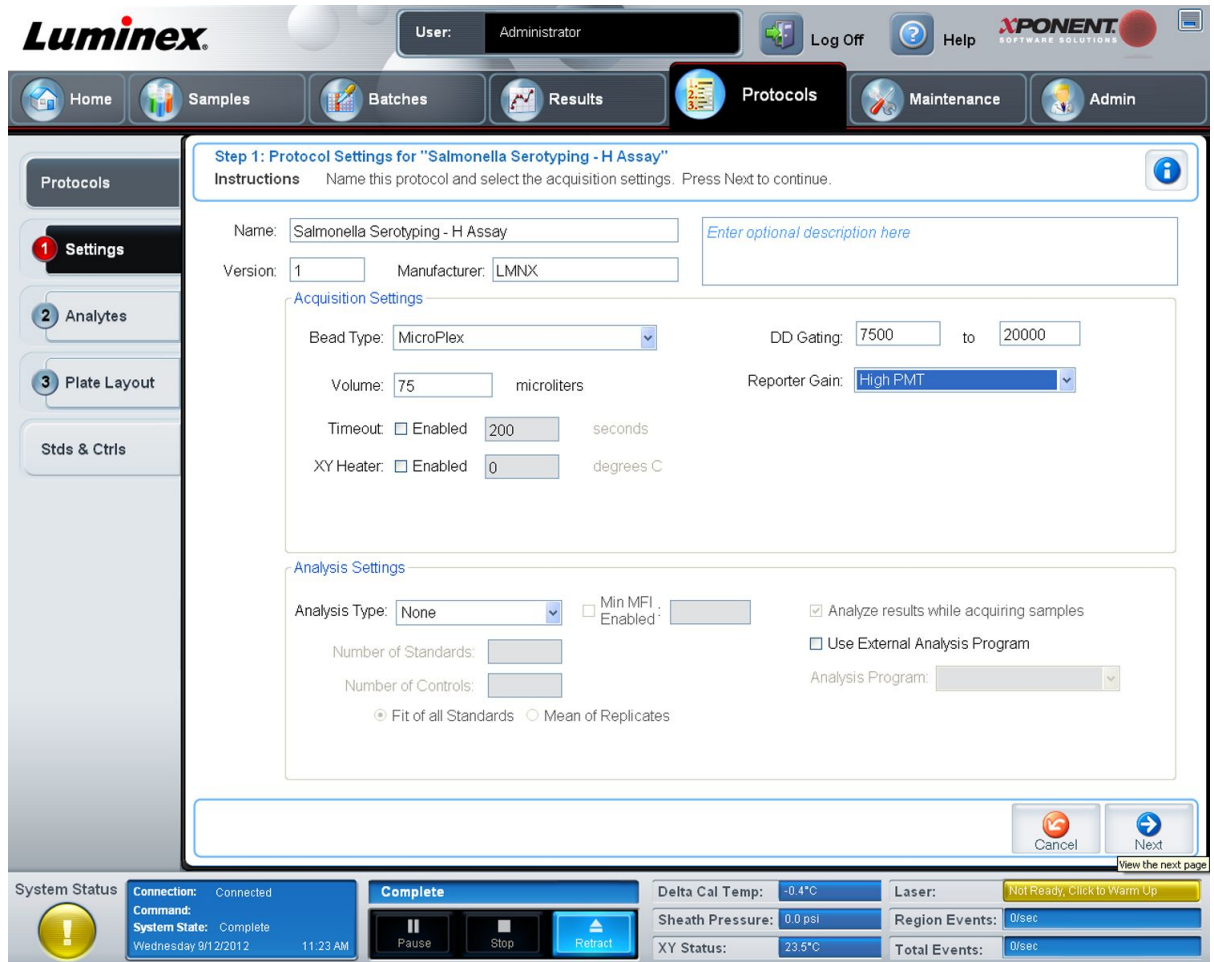 Luminex.
User: Administrator
Log Off
Help
XPONENT.
SOFTWARE SOLUTIONS
Home
Samples
Batches
Results
Protocols
Maintenance
Admin
Protocols
1 Settings
2 Analytes
3 Plate Layout
Stds & Ctrls
Step 1: Protocol Settings for "Salmonella Serotyping - H Assay"
Instructions Name this protocol and select the acquisition settings. Press Next to continue.
Name: Salmonella Serotyping - H Assay
Enter optional description here
Version: 1 Manufacturer: LMNX
Acquisition Settings
Bead Type: MicroPlex
DD Gating: 7500 to 20000
Volume: 75 microliters
Reporter Gain: High PMT
Timeout: Enabled 200 seconds
XY Heater: Enabled 0 degrees C
Analysis Settings
Analysis Type: None
Min MFI Enabled :
Analyze results while acquiring samples
Use External Analysis Program
Number of Standards:
Analysis Program:
Number of Controls:
Fit of all Standards Mean of Replicates
Cancel
Next
View the next page
System Status
Connection: Connected
Command:
System State: Complete
Wednesday 9/12/2012 11:23 AM
Complete
Pause
Stop
Retract
Delta Cal Temp: -0.4°C
Sheath Pressure: 0.0 psi
XY Status: 23.5°C
Laser: Not Ready, Click to Warm Up
Region Events: 0/sec
Total Events: 0/sec